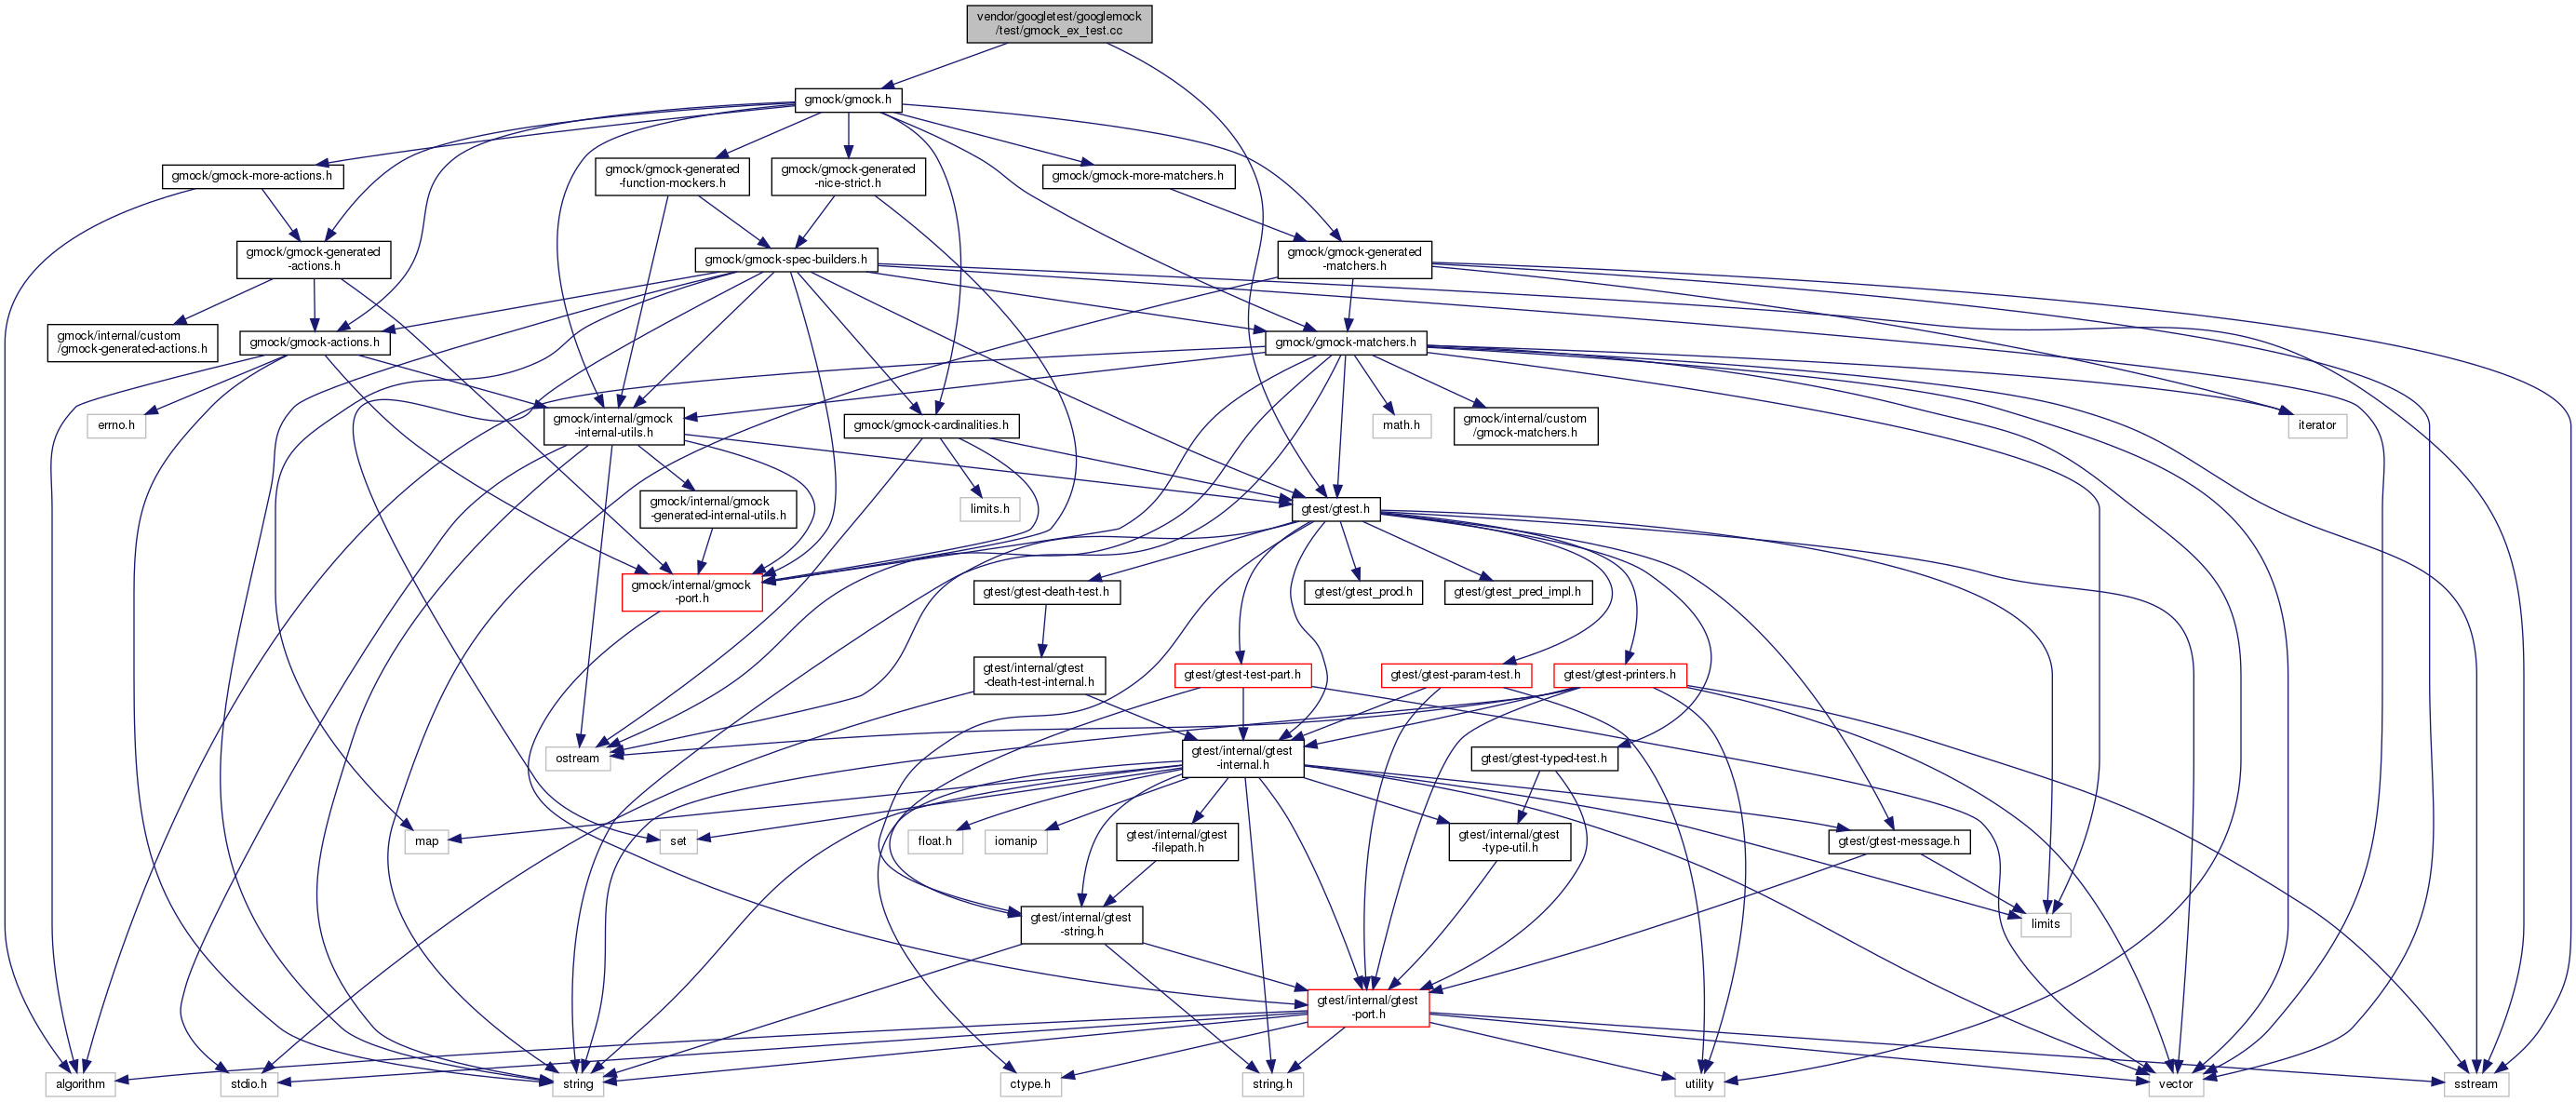 vendor/googletest/googlemock
/test/gmock_ex_test.cc
gmock/gmock.h
gmock/gmock-more-actions.h
gmock/gmock-generated
-function-mockers.h
gmock/gmock-generated
-nice-strict.h
gmock/gmock-more-matchers.h
gmock/gmock-generated
-actions.h
gmock/gmock-spec-builders.h
gmock/gmock-generated
-matchers.h
gmock/internal/custom
/gmock-generated-actions.h
gmock/gmock-actions.h
gmock/gmock-matchers.h
errno.h
gmock/internal/gmock
-internal-utils.h
gmock/gmock-cardinalities.h
math.h
gmock/internal/custom
/gmock-matchers.h
iterator
gmock/internal/gmock
-generated-internal-utils.h
limits.h
gtest/gtest.h
gmock/internal/gmock
-port.h
gtest/gtest-death-test.h
gtest/gtest_prod.h
gtest/gtest_pred_impl.h
gtest/internal/gtest
-death-test-internal.h
gtest/gtest-test-part.h
gtest/gtest-param-test.h
gtest/gtest-printers.h
ostream
gtest/internal/gtest
-internal.h
gtest/gtest-typed-test.h
map
set
float.h
iomanip
gtest/internal/gtest
-filepath.h
gtest/internal/gtest
-type-util.h
gtest/gtest-message.h
gtest/internal/gtest
-string.h
limits
gtest/internal/gtest
-port.h
algorithm
stdio.h
string
ctype.h
string.h
utility
vector
sstream